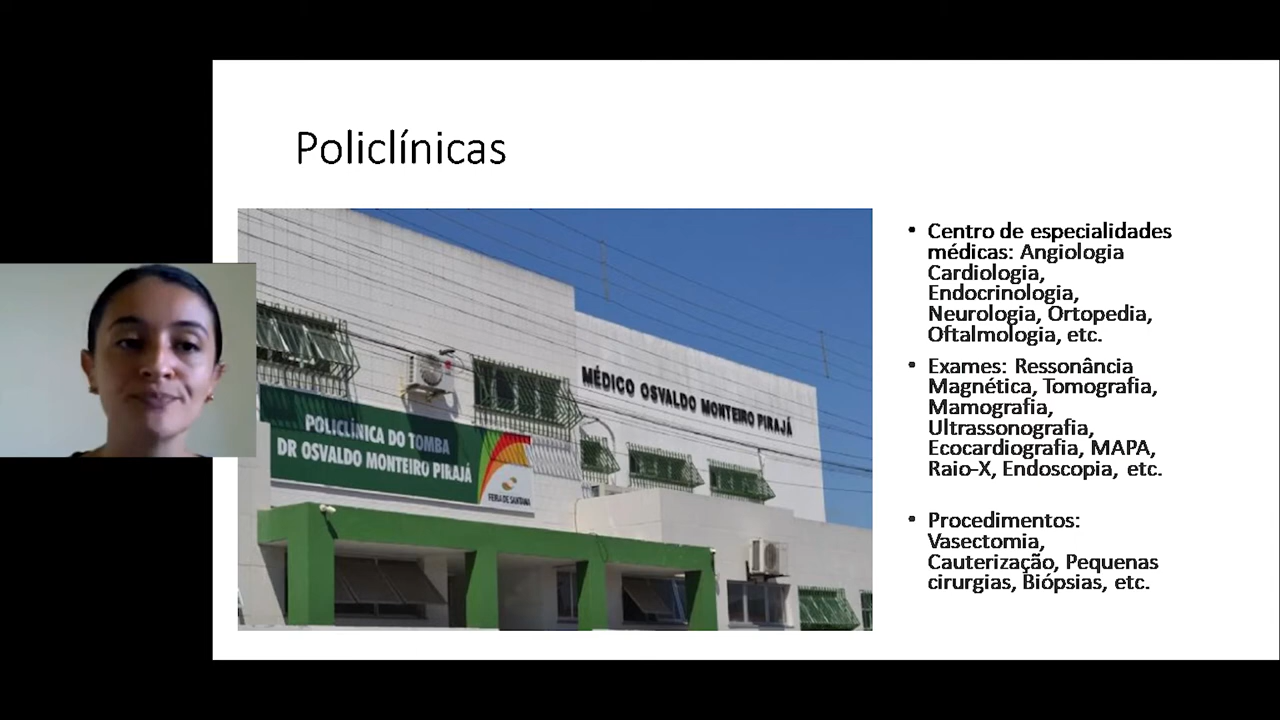 Policlínicas
MÉDICO OSVALDO MONTEIRO PIRAJÁ
POLICLÍNICA DO TOMBA
DR OSVALDO MONTEIRO PIRAJÁ
FEIRA DE SANTANA
• Centro de especialidades
médicas: Angiologia
Cardiologia,
Endocrinologia,
Neurologia, Ortopedia,
Oftalmologia, etc.
• Exames: Ressonância
Magnética, Tomografia,
Mamografia,
Ultrassonografia,
Ecocardiografia, MAPA,
Raio-X, Endoscopia, etc.
• Procedimentos:
Vasectomia,
Cauterização, Pequenas
cirurgias, Biópsias, etc.